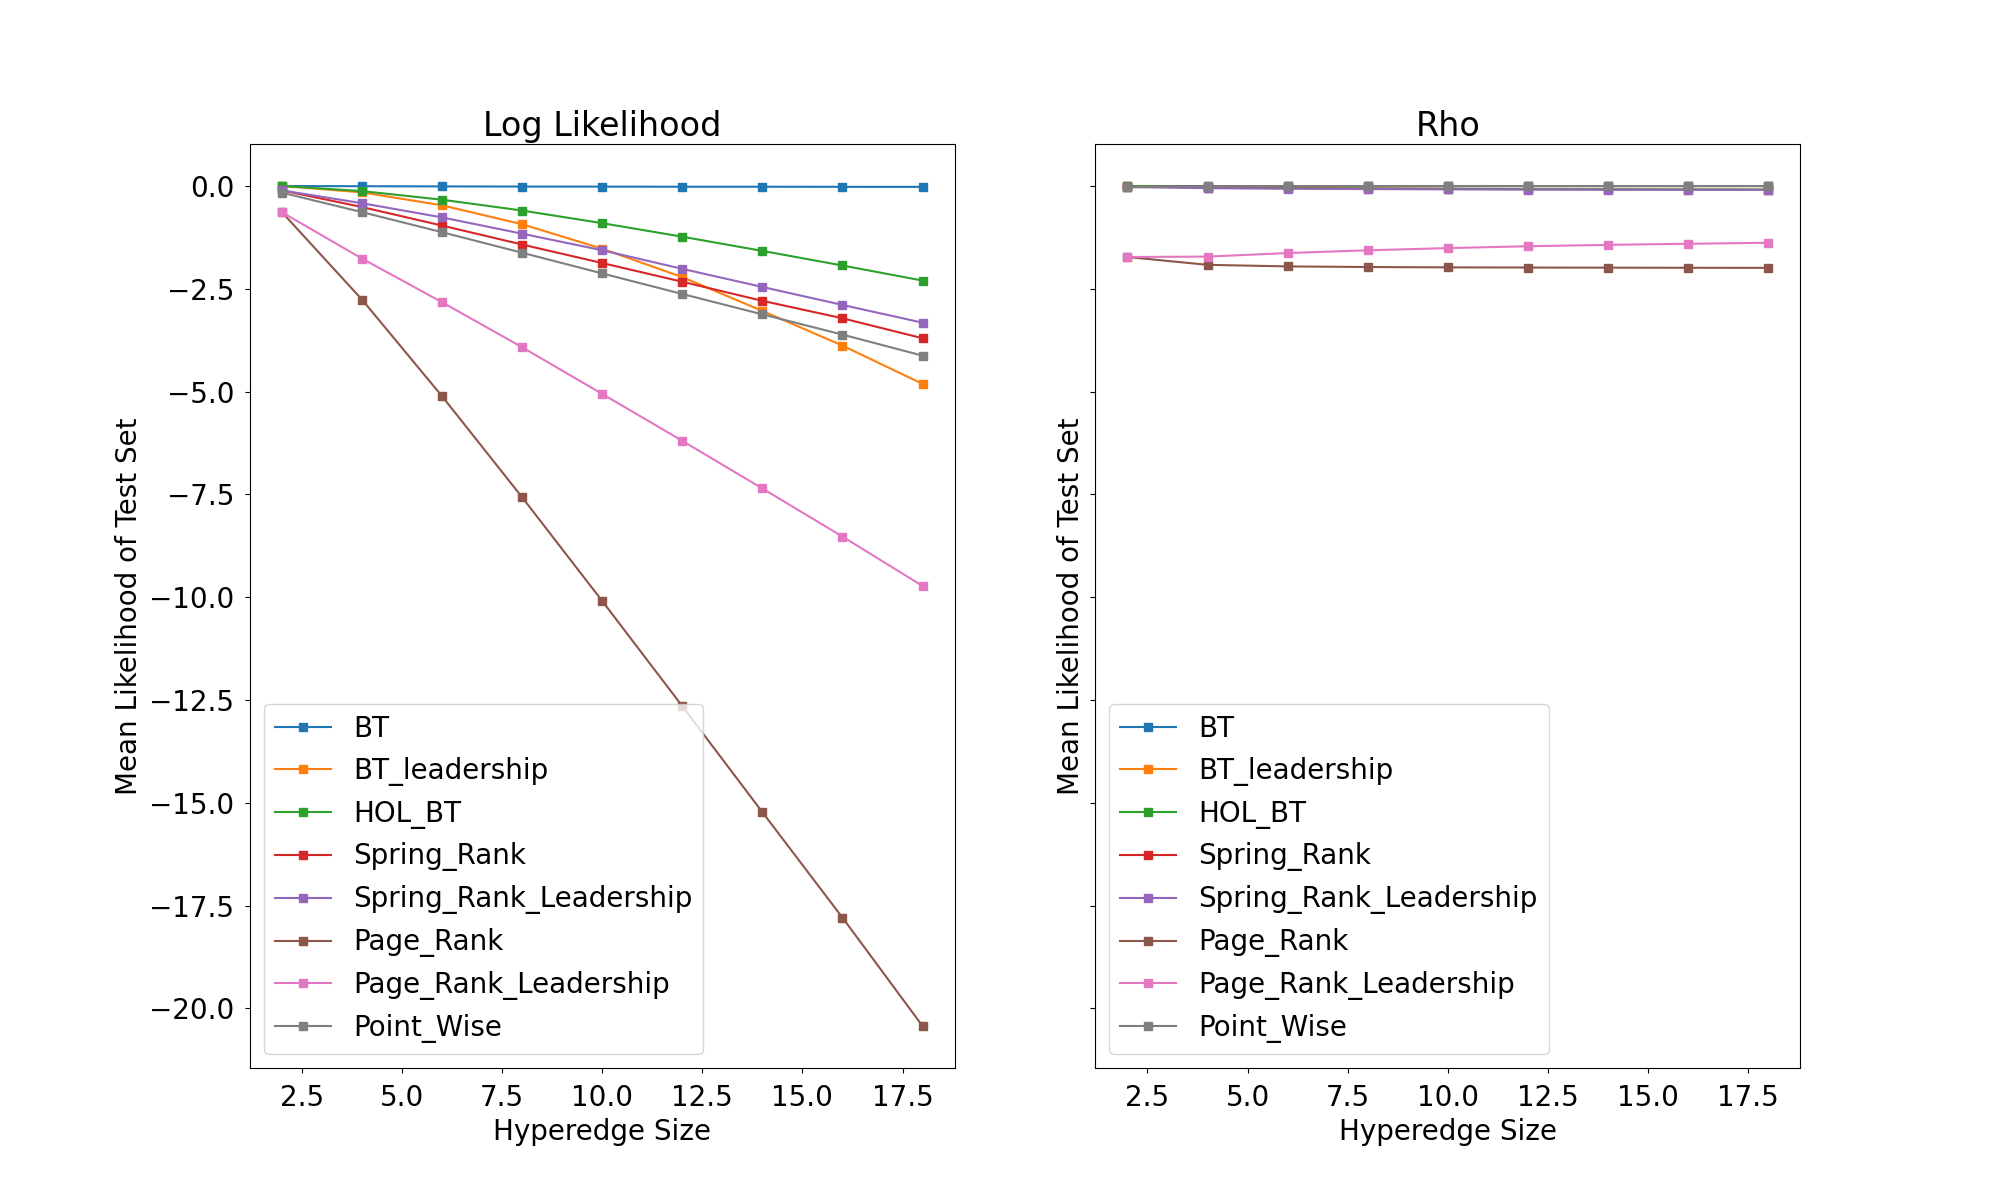 Log Likelihood
Rho
Mean Likelihood of Test Set
0.0
−2.5
−5.0
−7.5
−10.0
−12.5
−15.0
−17.5
−20.0
BT
BT_leadership
HOL_BT
Spring_Rank
Spring_Rank_Leadership
Page_Rank
Page_Rank_Leadership
Point_Wise
2.5 5.0 7.5 10.0 12.5 15.0 17.5
Hyperedge Size
Mean Likelihood of Test Set
BT
BT_leadership
HOL_BT
Spring_Rank
Spring_Rank_Leadership
Page_Rank
Page_Rank_Leadership
Point_Wise
2.5 5.0 7.5 10.0 12.5 15.0 17.5
Hyperedge Size